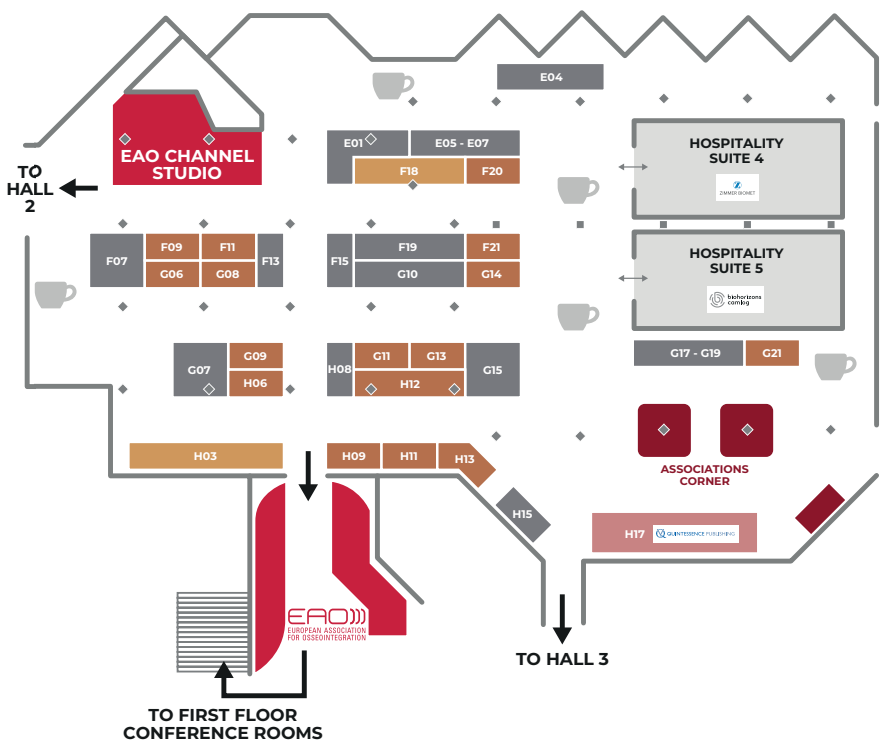 E04
E01
E05 - E07
EAO CHANNEL
STUDIO
F18
F20
HOSPITALITY
SUITE 4
ZIMMER BIOMET
TO
HALL
2
F07
F09
F11
F13
G06
G08
F15
F19
F21
G10
G14
HOSPITALITY
SUITE 5
biohorizons
camlog
G07
G09
H06
H08
G11
G13
H12
G15
G17 - G19
G21
ASSOCIATIONS
CORNER
H03
H09
H11
H13
H15
H17
QUINTESSENCE PUBLISHING
EAO)))
EUROPEAN ASSOCIATION
FOR OSSEOINTEGRATION
TO HALL 3
TO FIRST FLOOR
CONFERENCE ROOMS